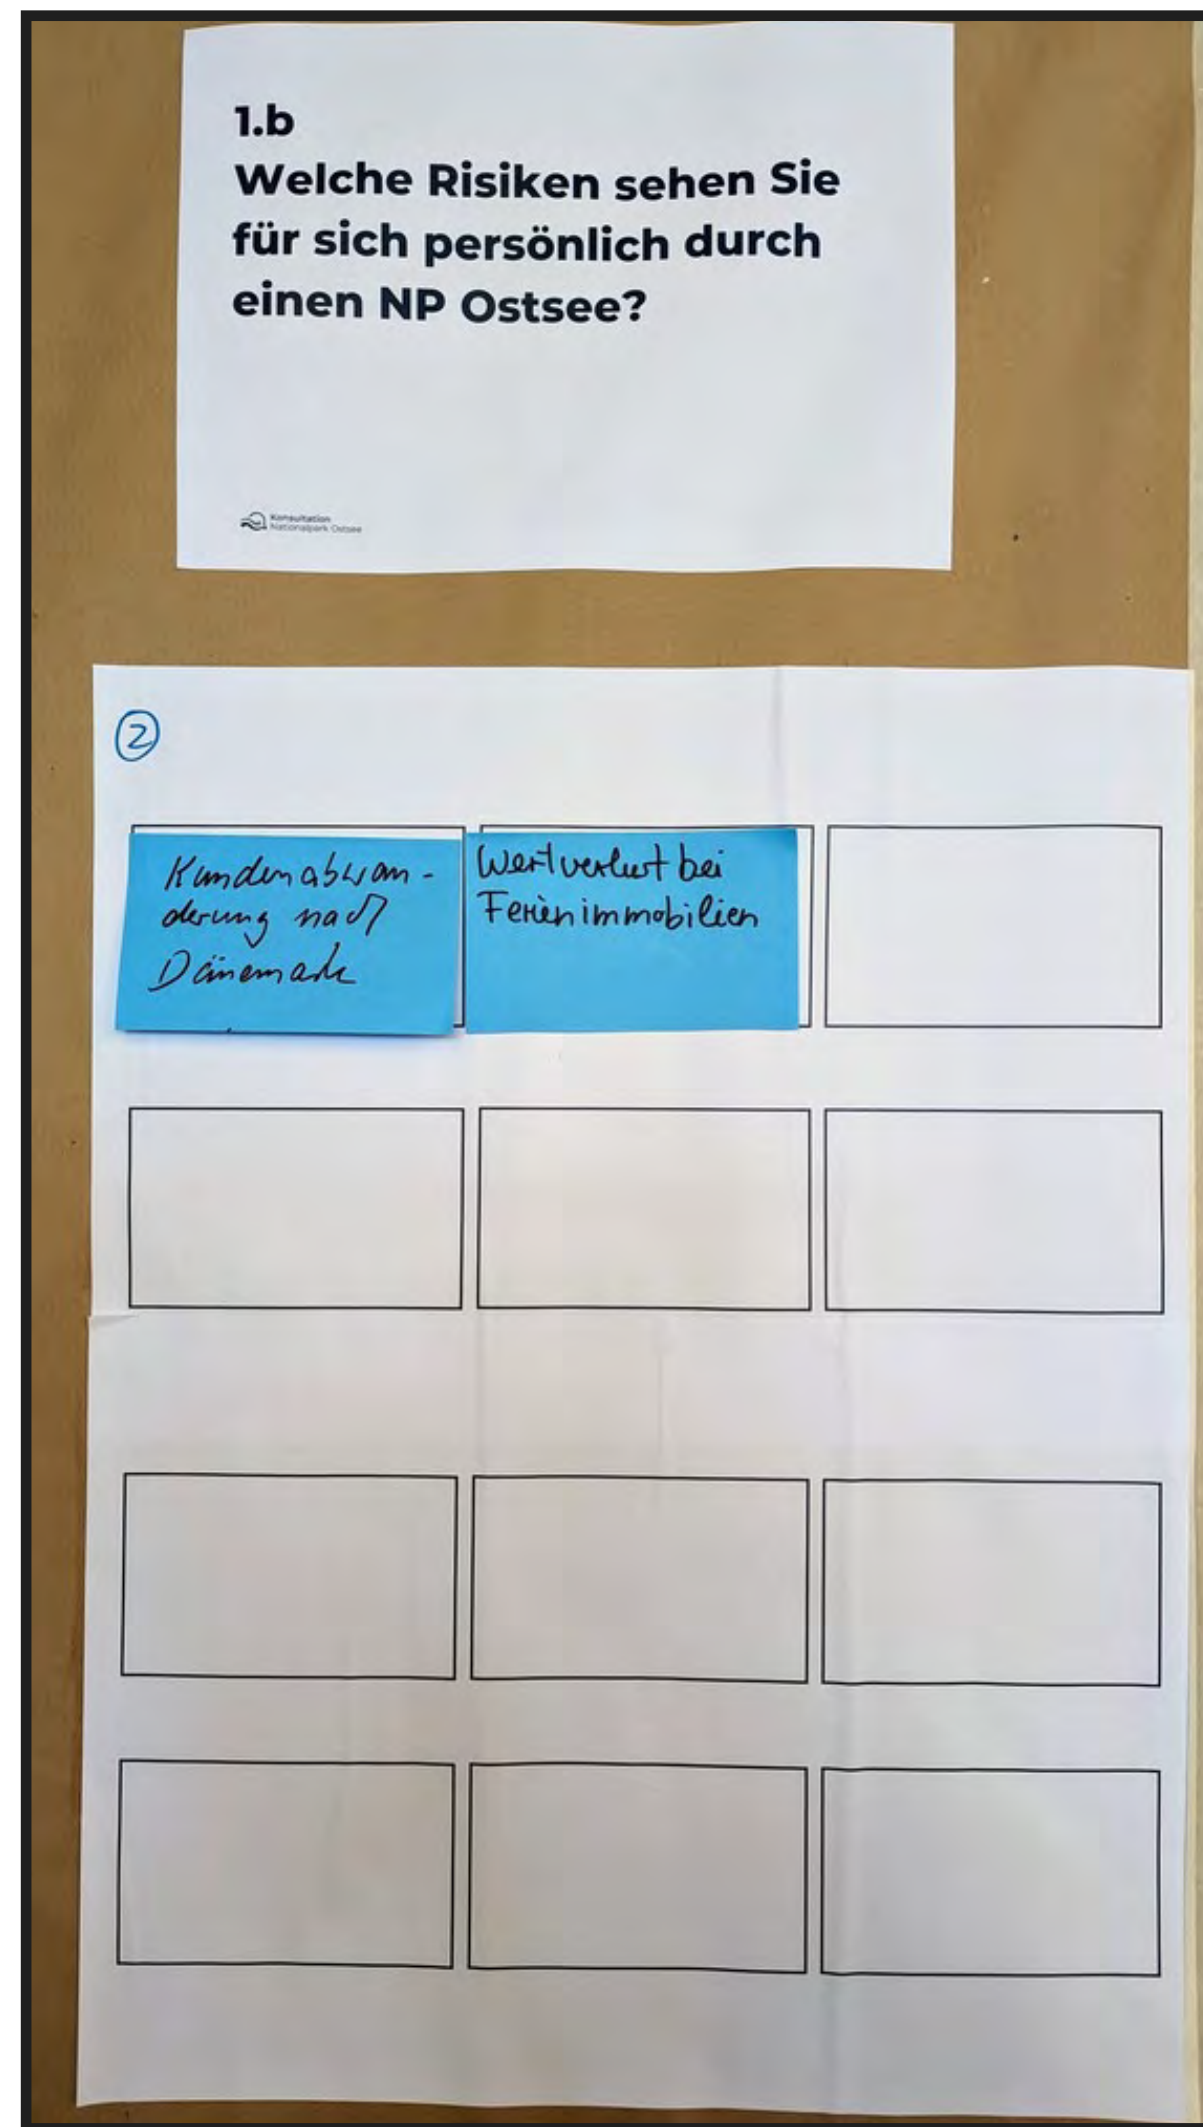 1.b
Welche Risiken sehen Sie
für sich persönlich durch
einen NP Ostsee?
Konsultation
Nationalpark Ostsee
2
Kundenabwan-
derung nach
Dänemark
Wertverlust bei
Ferienimmobilien